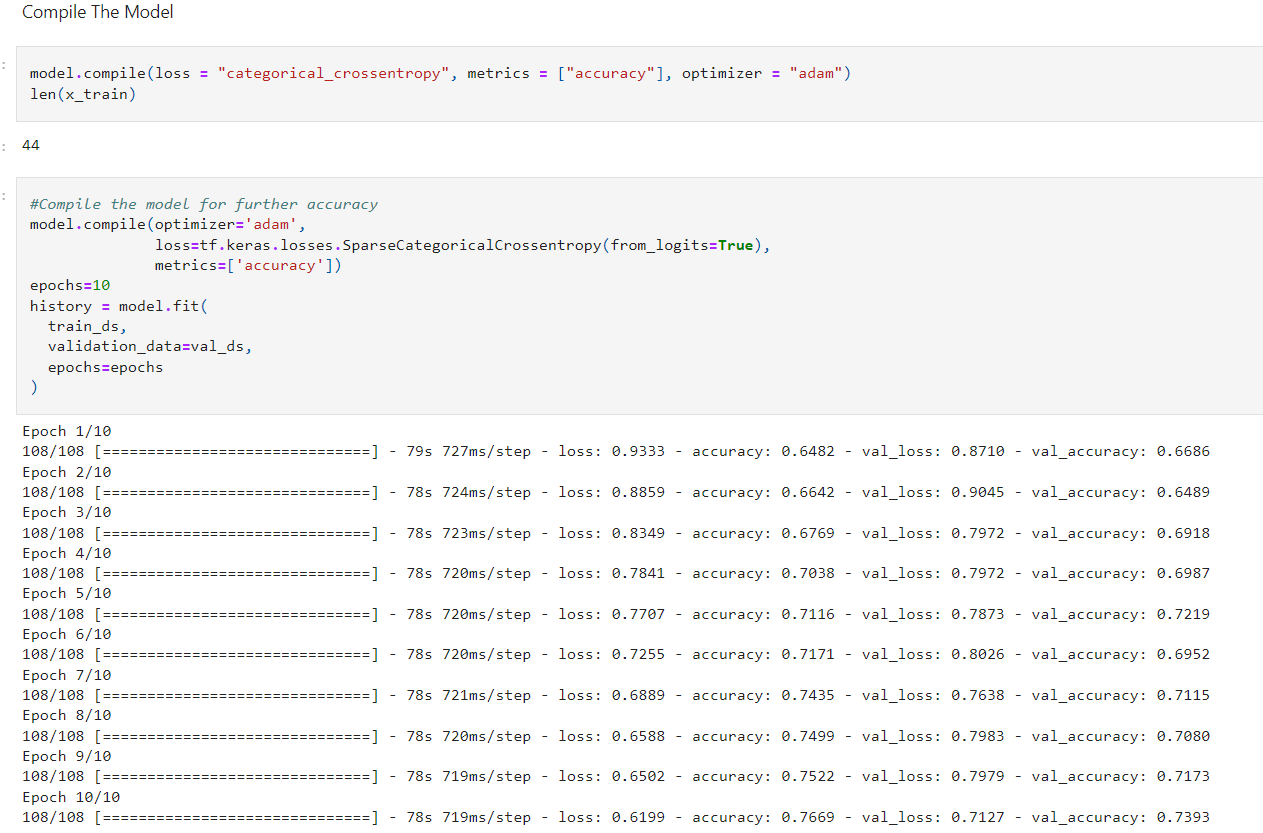 Compile The Model
:
model.compile(loss = "categorical_crossentropy", metrics = ["accuracy"], optimizer = "adam")
len(x_train)
:
44
:
#Compile the model for further accuracy
model.compile(optimizer='adam',
              loss=tf.keras.losses.SparseCategoricalCrossentropy(from_logits=True),
              metrics=['accuracy'])
epochs=10
history = model.fit(
  train_ds,
  validation_data=val_ds,
  epochs=epochs
)
Epoch 1/10
108/108 [==============================] - 79s 727ms/step - loss: 0.9333 - accuracy: 0.6482 - val_loss: 0.8710 - val_accuracy: 0.6686
Epoch 2/10
108/108 [==============================] - 78s 724ms/step - loss: 0.8859 - accuracy: 0.6642 - val_loss: 0.9045 - val_accuracy: 0.6489
Epoch 3/10
108/108 [==============================] - 78s 723ms/step - loss: 0.8349 - accuracy: 0.6769 - val_loss: 0.7972 - val_accuracy: 0.6918
Epoch 4/10
108/108 [==============================] - 78s 720ms/step - loss: 0.7841 - accuracy: 0.7038 - val_loss: 0.7972 - val_accuracy: 0.6987
Epoch 5/10
108/108 [==============================] - 78s 720ms/step - loss: 0.7707 - accuracy: 0.7116 - val_loss: 0.7873 - val_accuracy: 0.7219
Epoch 6/10
108/108 [==============================] - 78s 720ms/step - loss: 0.7255 - accuracy: 0.7171 - val_loss: 0.8026 - val_accuracy: 0.6952
Epoch 7/10
108/108 [==============================] - 78s 721ms/step - loss: 0.6889 - accuracy: 0.7435 - val_loss: 0.7638 - val_accuracy: 0.7115
Epoch 8/10
108/108 [==============================] - 78s 720ms/step - loss: 0.6588 - accuracy: 0.7499 - val_loss: 0.7983 - val_accuracy: 0.7080
Epoch 9/10
108/108 [==============================] - 78s 719ms/step - loss: 0.6502 - accuracy: 0.7522 - val_loss: 0.7979 - val_accuracy: 0.7173
Epoch 10/10
108/108 [==============================] - 78s 719ms/step - loss: 0.6199 - accuracy: 0.7669 - val_loss: 0.7127 - val_accuracy: 0.7393